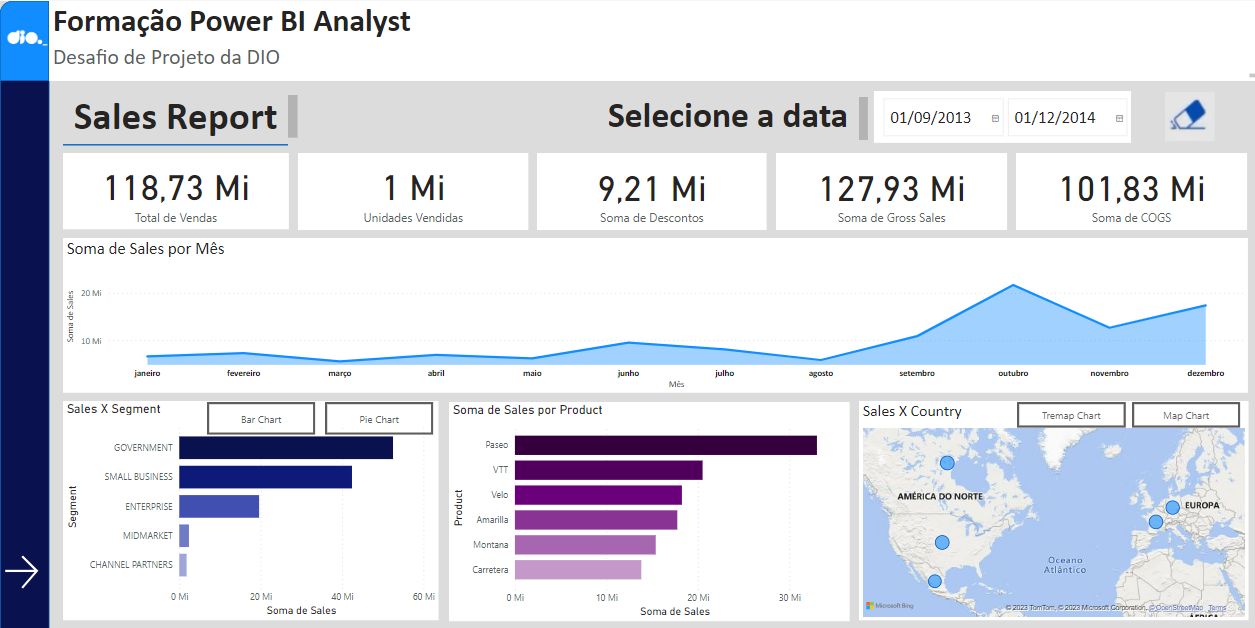 Formação Power BI Analyst
dio.
Desafio de Projeto da DIO
Sales Report
Selecione a data
01/09/2013
01/12/2014
118,73 Mi
Total de Vendas
1 Mi
Unidades Vendidas
9,21 Mi
Soma de Descontos
127,93 Mi
Soma de Gross Sales
101,83 Mi
Soma de COGS
Soma de Sales por Mês
Soma de Sales
20 Mi
10 Mi
janeiro fevereiro março abril maio junho julho agosto setembro outubro novembro dezembro
Mês
Sales X Segment
Bar Chart
Pie Chart
Segment
GOVERNMENT
SMALL BUSINESS
ENTERPRISE
MIDMARKET
CHANNEL PARTNERS
0 Mi 20 Mi 40 Mi 60 Mi
Soma de Sales
Soma de Sales por Product
Product
Paseo
VTT
Velo
Amarilla
Montana
Carretera
0 Mi 10 Mi 20 Mi 30 Mi
Soma de Sales
Sales X Country
Tremap Chart
Map Chart
AMÉRICA DO NORTE
EUROPA
Oceano
Atlântico
ÁFRICA
Microsoft Bing
© 2023 TomTom, © 2023 Microsoft Corporation, © OpenStreetMap Terms